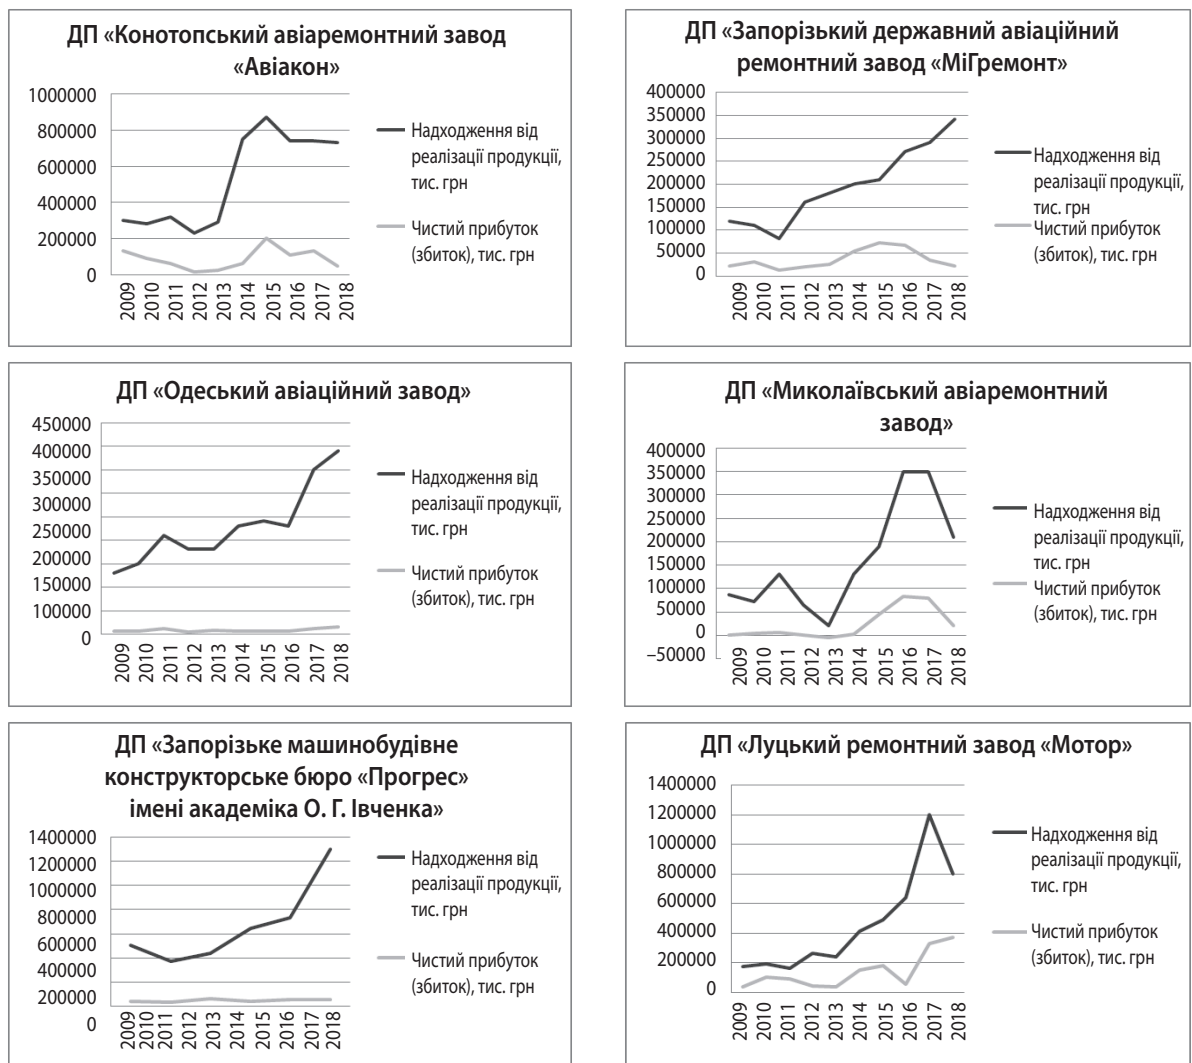 ДП «Конотопський авіаремонтний завод
«Авіакон»
1000000
800000
600000
400000
200000
0
2009
2010
2011
2012
2013
2014
2015
2016
2017
2018
Надходження від
реалізації продукції,
тис. грн
Чистий прибуток
(збиток), тис. грн
ДП «Запорізький державний авіаційний
ремонтний завод «МіГремонт»
400000
350000
300000
250000
200000
150000
100000
50000
0
2009
2010
2011
2012
2013
2014
2015
2016
2017
2018
Надходження від
реалізації продукції,
тис. грн
Чистий прибуток
(збиток), тис. грн
ДП «Одеський авіаційний завод»
450000
400000
350000
300000
250000
200000
150000
100000
0
2009
2010
2011
2012
2013
2014
2015
2016
2017
2018
Надходження від
реалізації продукції,
тис. грн
Чистий прибуток
(збиток), тис. грн
ДП «Миколаївський авіаремонтний
завод»
400000
350000
300000
250000
200000
150000
100000
50000
0
–50000
2009
2010
2011
2012
2013
2014
2015
2016
2017
2018
Надходження від
реалізації продукції,
тис. грн
Чистий прибуток
(збиток), тис. грн
ДП «Запорізьке машинобудівне
конструкторське бюро «Прогрес»
імені академіка О. Г. Івченка»
1400000
1200000
1000000
800000
600000
400000
200000
0
2009
2010
2011
2012
2013
2014
2015
2016
2017
2018
Надходження від
реалізації продукції,
тис. грн
Чистий прибуток
(збиток), тис. грн
ДП «Луцький ремонтний завод «Мотор»
1400000
1200000
1000000
800000
600000
400000
200000
0
2009
2010
2011
2012
2013
2014
2015
2016
2017
2018
Надходження від
реалізації продукції,
тис. грн
Чистий прибуток
(збиток), тис. грн